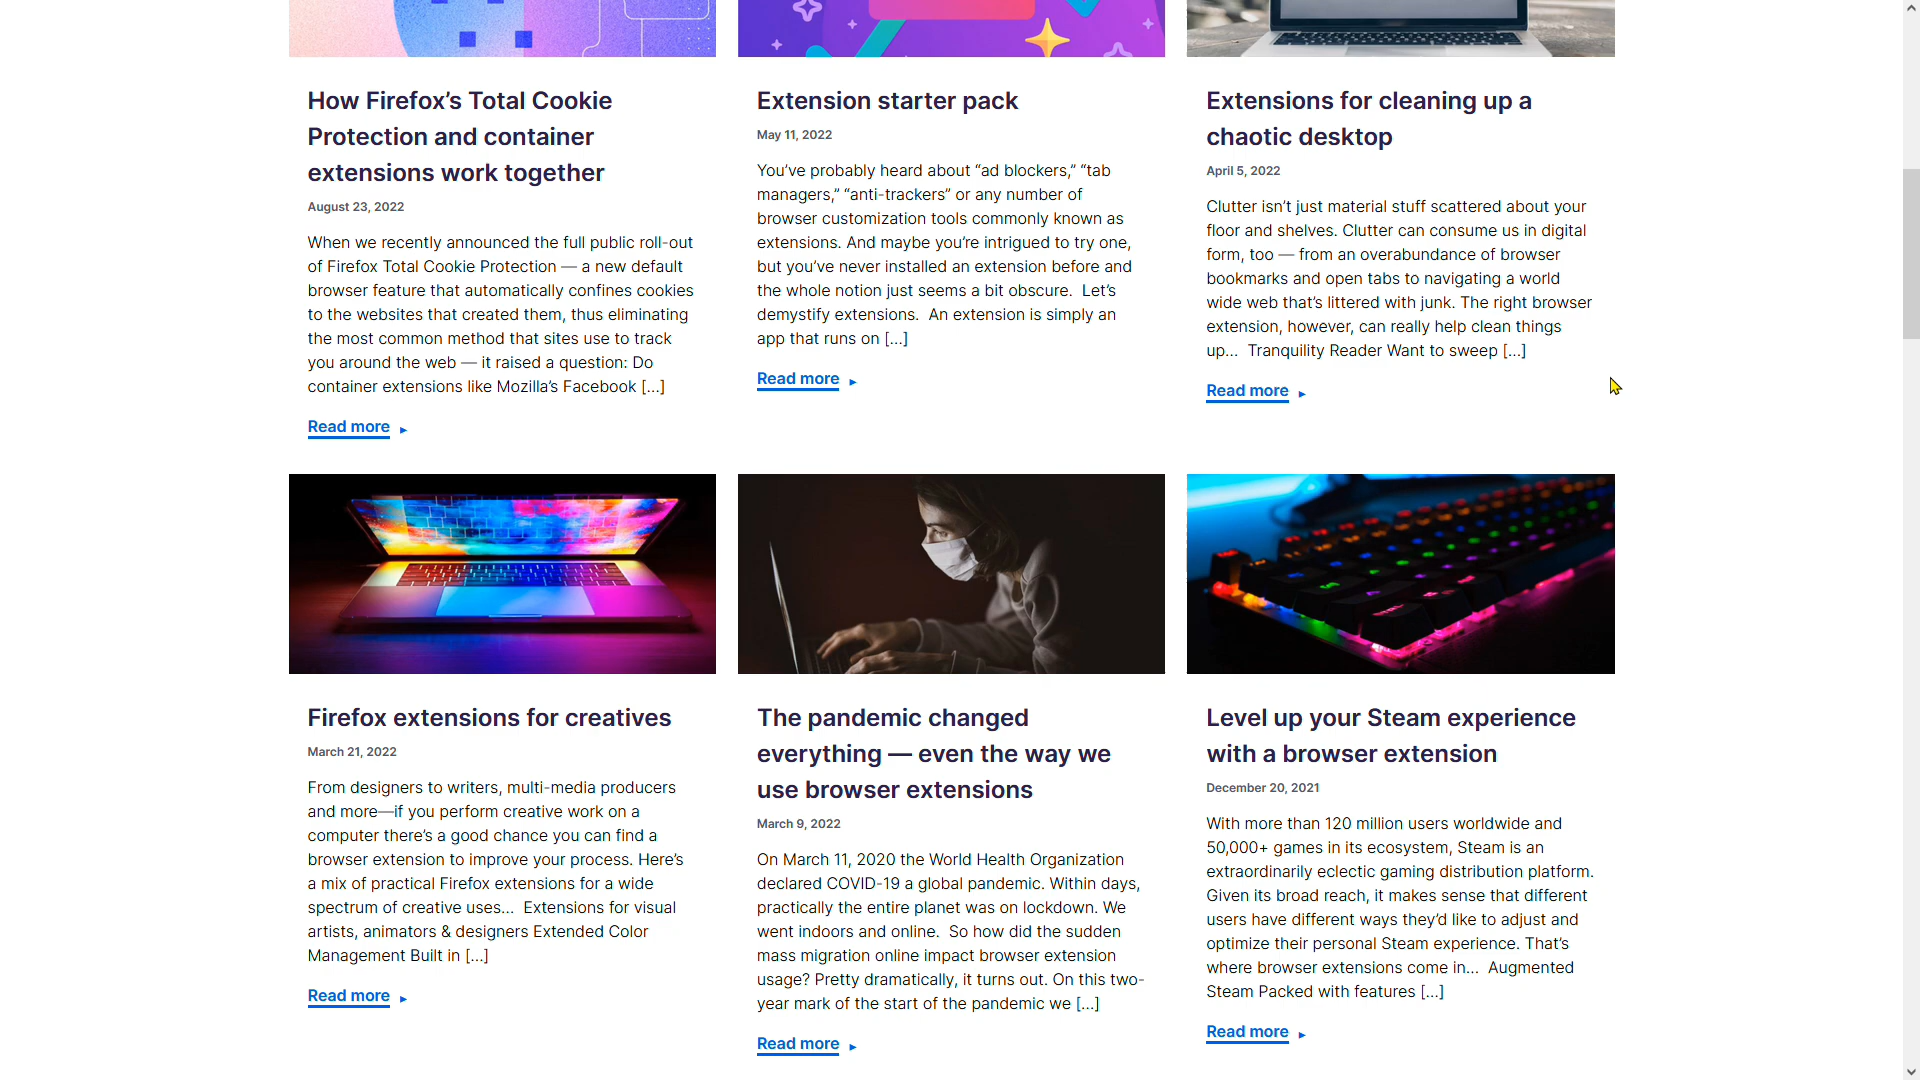 How Firefox’s Total Cookie
Protection and container
extensions work together
August 23, 2022
When we recently announced the full public roll-out
of Firefox Total Cookie Protection — a new default
browser feature that automatically confines cookies
to the websites that created them, thus eliminating
the most common method that sites use to track
you around the web — it raised a question: Do
container extensions like Mozilla’s Facebook […]
Read more
Extension starter pack
May 11, 2022
You’ve probably heard about “ad blockers,” “tab
managers,” “anti-trackers” or any number of
browser customization tools commonly known as
extensions. And maybe you’re intrigued to try one,
but you’ve never installed an extension before and
the whole notion just seems a bit obscure.  Let’s
demystify extensions.  An extension is simply an
app that runs on […]
Read more
Extensions for cleaning up a
chaotic desktop
April 5, 2022
Clutter isn’t just material stuff scattered about your
floor and shelves. Clutter can consume us in digital
form, too — from an overabundance of browser
bookmarks and open tabs to navigating a world
wide web that’s littered with junk. The right browser
extension, however, can really help clean things
up…  Tranquility Reader Want to sweep […]
Read more
Firefox extensions for creatives
March 21, 2022
From designers to writers, multi-media producers
and more—if you perform creative work on a
computer there’s a good chance you can find a
browser extension to improve your process. Here’s
a mix of practical Firefox extensions for a wide
spectrum of creative uses…  Extensions for visual
artists, animators & designers Extended Color
Management Built in […]
Read more
The pandemic changed
everything — even the way we
use browser extensions
March 9, 2022
On March 11, 2020 the World Health Organization
declared COVID-19 a global pandemic. Within days,
practically the entire planet was on lockdown. We
went indoors and online.  So how did the sudden
mass migration online impact browser extension
usage? Pretty dramatically, it turns out. On this two-
year mark of the start of the pandemic we […]
Read more
Level up your Steam experience
with a browser extension
December 20, 2021
With more than 120 million users worldwide and
50,000+ games in its ecosystem, Steam is an
extraordinarily eclectic gaming distribution platform.
Given its broad reach, it makes sense that different
users have different ways they’d like to adjust and
optimize their personal Steam experience. That’s
where browser extensions come in…  Augmented
Steam Packed with features […]
Read more